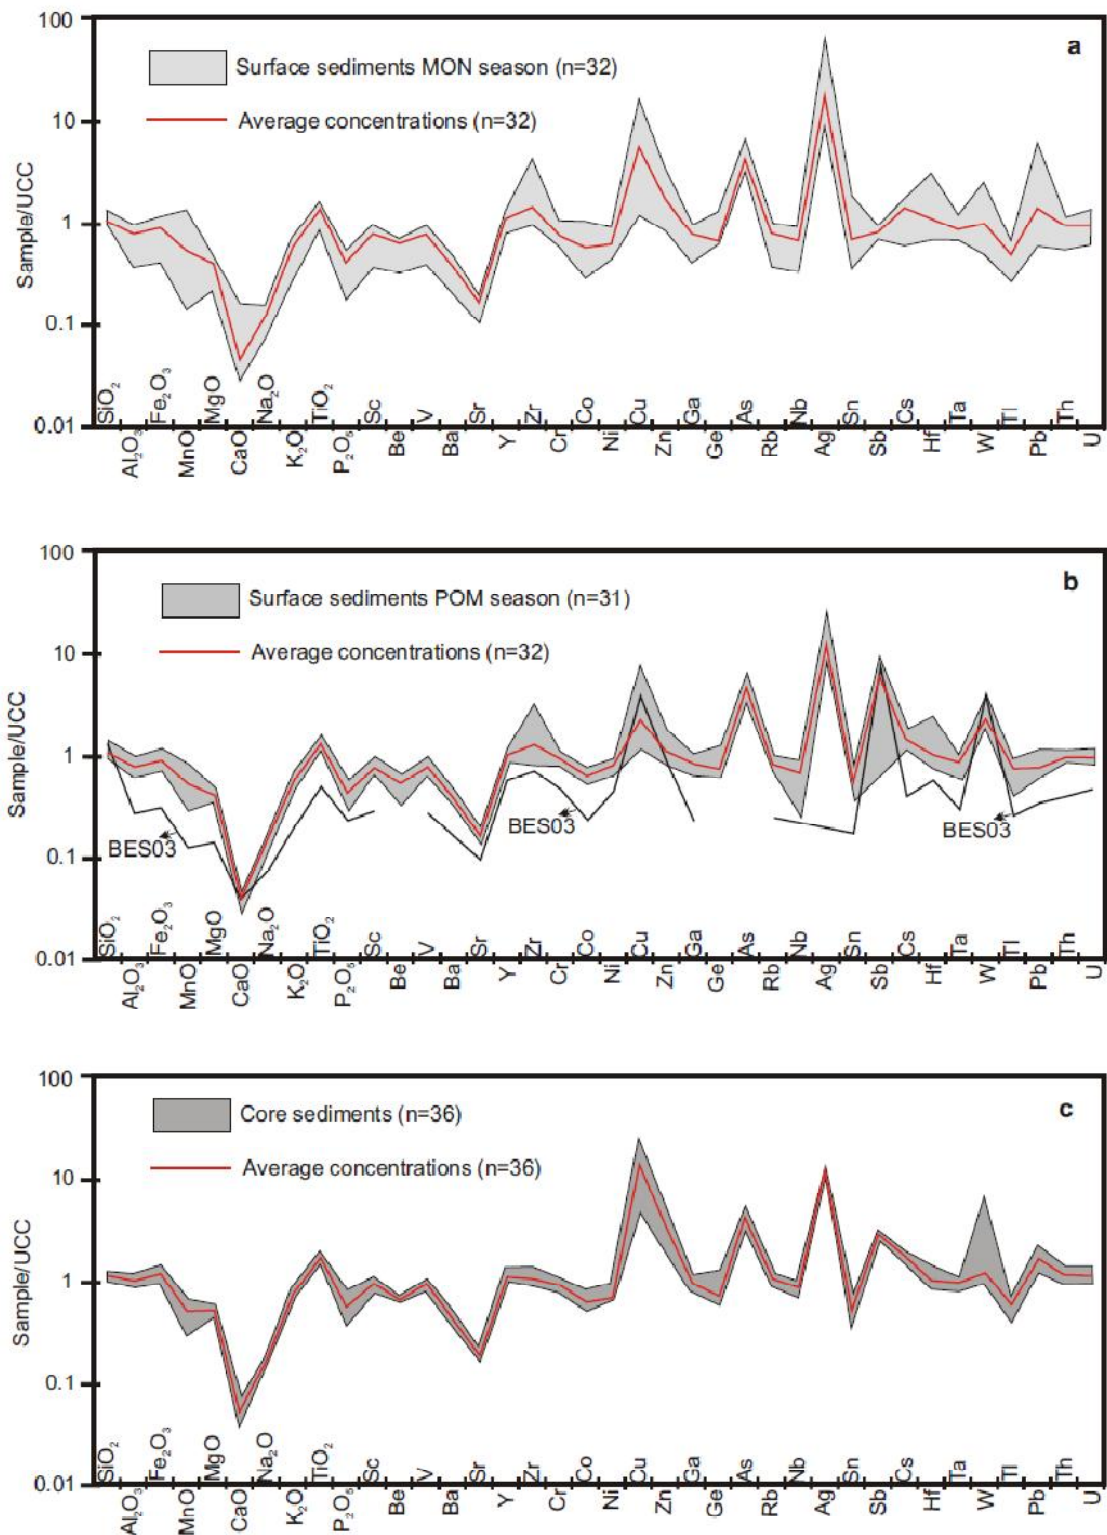 100
a
Surface sediments MON season (n=32)
10
Average concentrations (n=32)
Sample/UCC
1
0.1
0.01
SiO₂ Fe₂O₃ MgO Na₂O TiO₂ Sc V Sr Zr Co Cu Ga As Nb Sn Cs Ta Tl Th
Al₂O₃ MnO CaO K₂O P₂O₅ Be Ba Y Cr Ni Zn Ge Rb Ag Sb Hf W Pb U
100
b
Surface sediments POM season (n=31)
10
Average concentrations (n=32)
Sample/UCC
1
BES03
BES03
BES03
0.1
0.01
SiO₂ Fe₂O₃ MgO Na₂O TiO₂ Sc V Sr Zr Co Cu Ga As Nb Sn Cs Ta Tl Th
Al₂O₃ MnO CaO K₂O P₂O₅ Be Ba Y Cr Ni Zn Ge Rb Ag Sb Hf W Pb U
100
c
Core sediments (n=36)
10
Average concentrations (n=36)
Sample/UCC
1
0.1
0.01
SiO₂ Fe₂O₃ MgO Na₂O TiO₂ Sc V Sr Zr Co Cu Ga As Nb Sn Cs Ta Tl Th
Al₂O₃ MnO CaO K₂O P₂O₅ Be Ba Y Cr Ni Zn Ge Rb Ag Sb Hf W Pb U